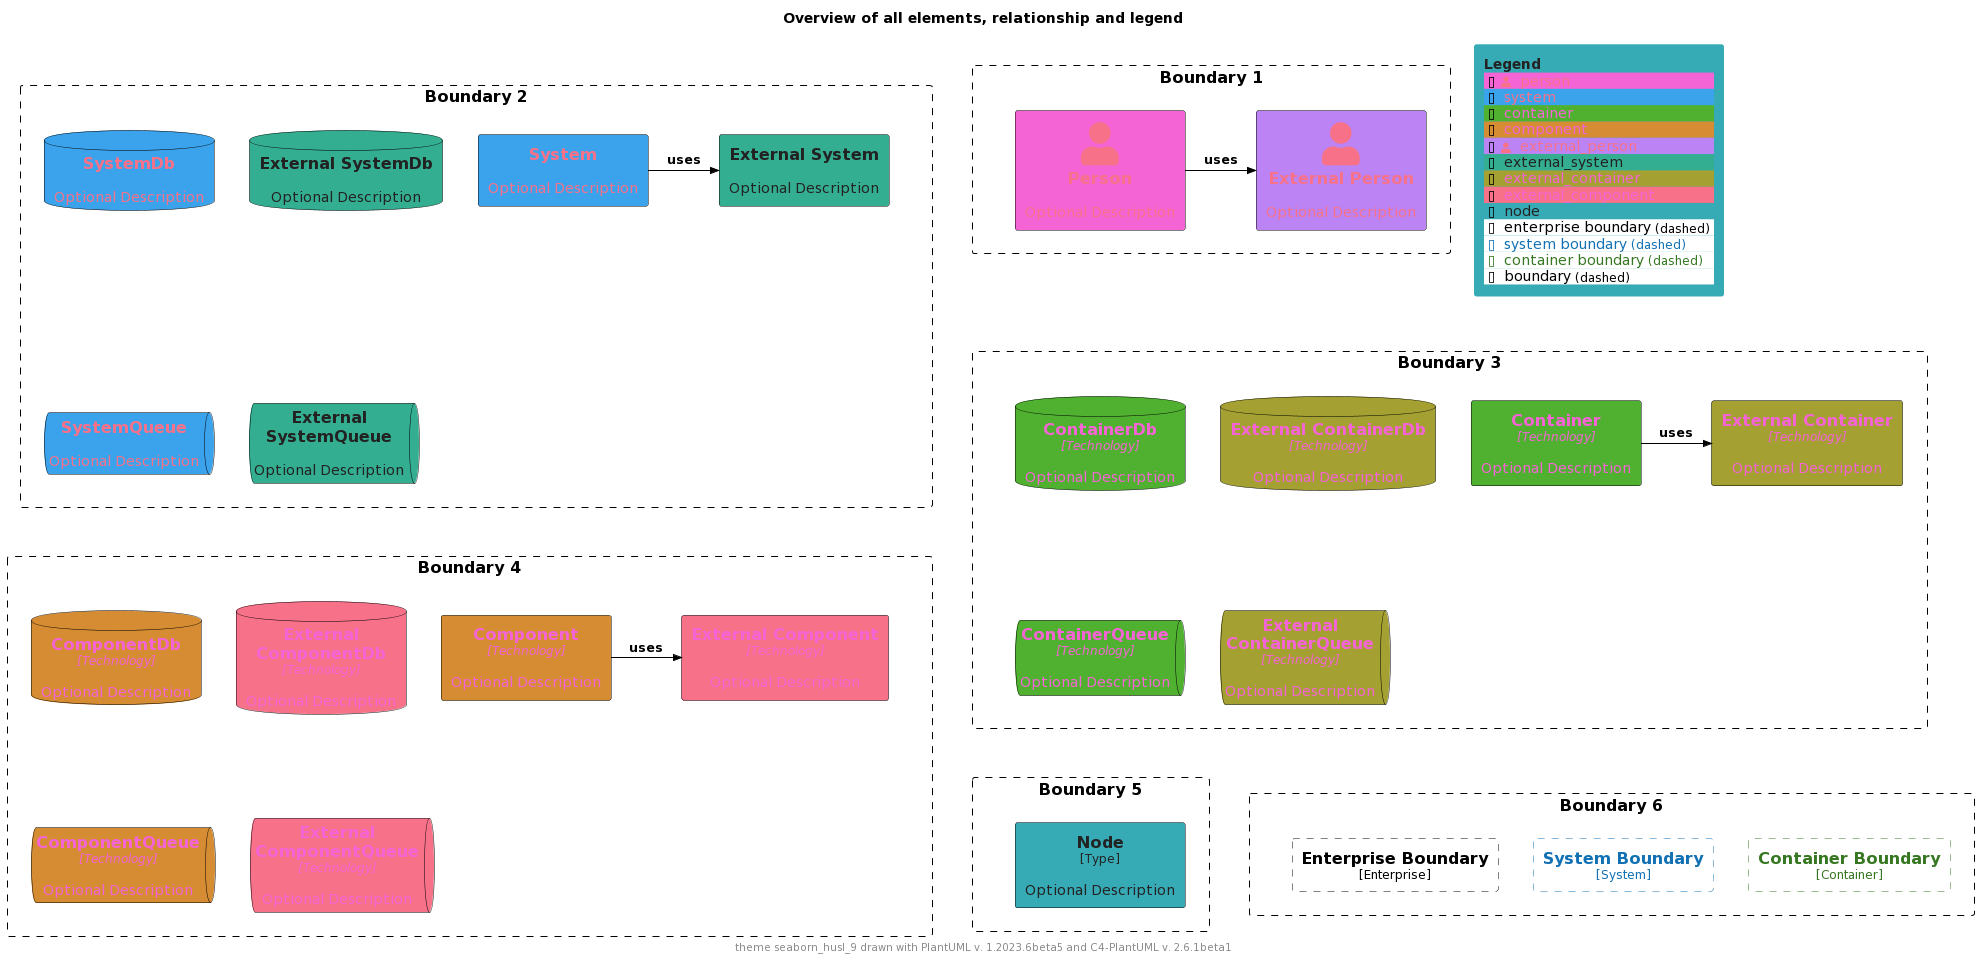 Overview of all elements, relationship and legend
Boundary 2
SystemDb
Optional Description
External SystemDb
Optional Description
System
Optional Description
uses
External System
Optional Description
SystemQueue
Optional Description
External
SystemQueue
Optional Description
Boundary 1
Person
Optional Description
uses
External Person
Optional Description
Legend
person
system
container
component
external_person
external_system
external_container
external_component
node
enterprise boundary (dashed)
system boundary (dashed)
container boundary (dashed)
boundary (dashed)
Boundary 3
ContainerDb
[Technology]
Optional Description
External ContainerDb
[Technology]
Optional Description
Container
[Technology]
Optional Description
uses
External Container
[Technology]
Optional Description
ContainerQueue
[Technology]
Optional Description
External
ContainerQueue
[Technology]
Optional Description
Boundary 4
ComponentDb
[Technology]
Optional Description
External
ComponentDb
[Technology]
Optional Description
Component
[Technology]
Optional Description
uses
External Component
[Technology]
Optional Description
ComponentQueue
[Technology]
Optional Description
External
ComponentQueue
[Technology]
Optional Description
Boundary 5
Node
[Type]
Optional Description
Boundary 6
Enterprise Boundary
[Enterprise]
System Boundary
[System]
Container Boundary
[Container]
theme seaborn_husl_9 drawn with PlantUML v. 1.2023.6beta5 and C4-PlantUML v. 2.6.1beta1